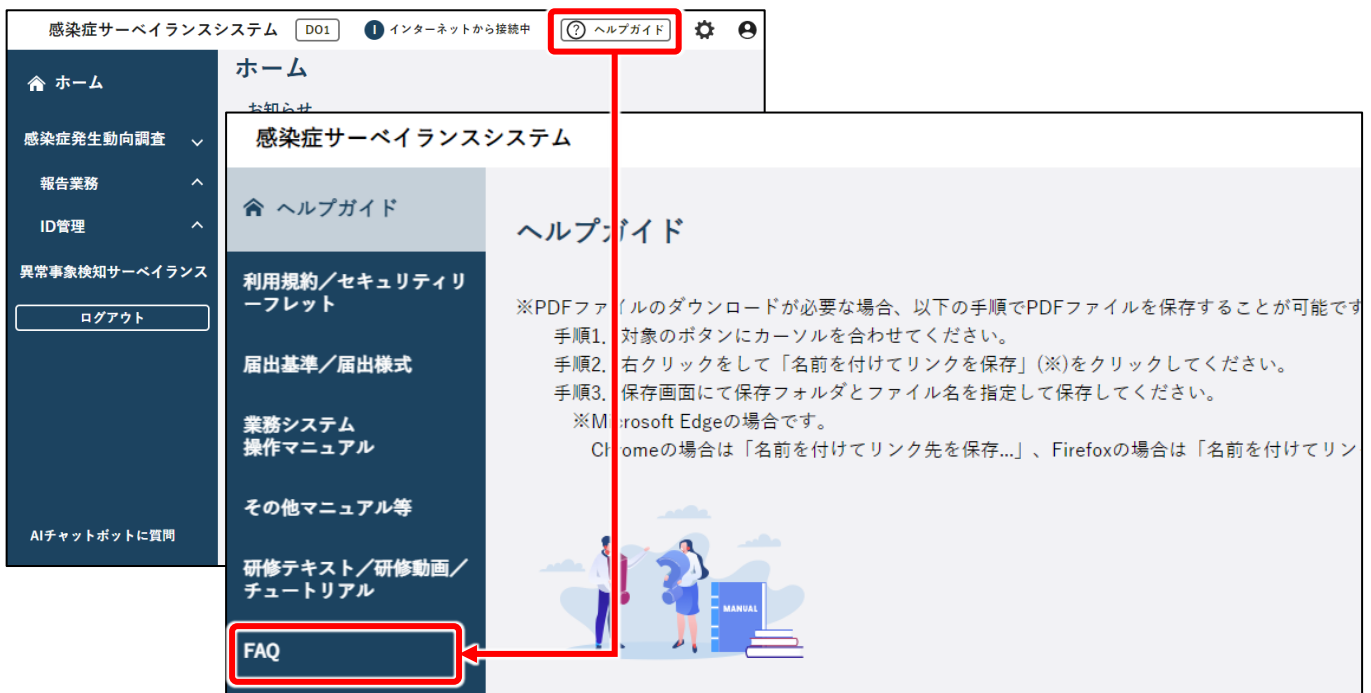 感染症サーベイランスシステム DO1 I インターネットから接続中 ? ヘルプガイド
ホーム
感染症発生動向調査
報告業務
ID管理
異常事象検知サーベイランス
ログアウト
AIチャットボットに質問
ホーム
お知らせ
感染症サーベイランスシステム
ヘルプガイド
利用規約／セキュリティリ
ーフレット
届出基準／届出様式
業務システム
操作マニュアル
その他マニュアル等
研修テキスト／研修動画／
チュートリアル
FAQ
ヘルプガイド
※PDFファイルのダウンロードが必要な場合、以下の手順でPDFファイルを保存することが可能です
手順1. 対象のボタンにカーソルを合わせてください。
手順2. 右クリックをして「名前を付けてリンクを保存」(※)をクリックしてください。
手順3. 保存画面にて保存フォルダとファイル名を指定して保存してください。
※Microsoft Edgeの場合です。
Chromeの場合は「名前を付けてリンク先を保存...」、Firefoxの場合は「名前を付けてリン
MANUAL